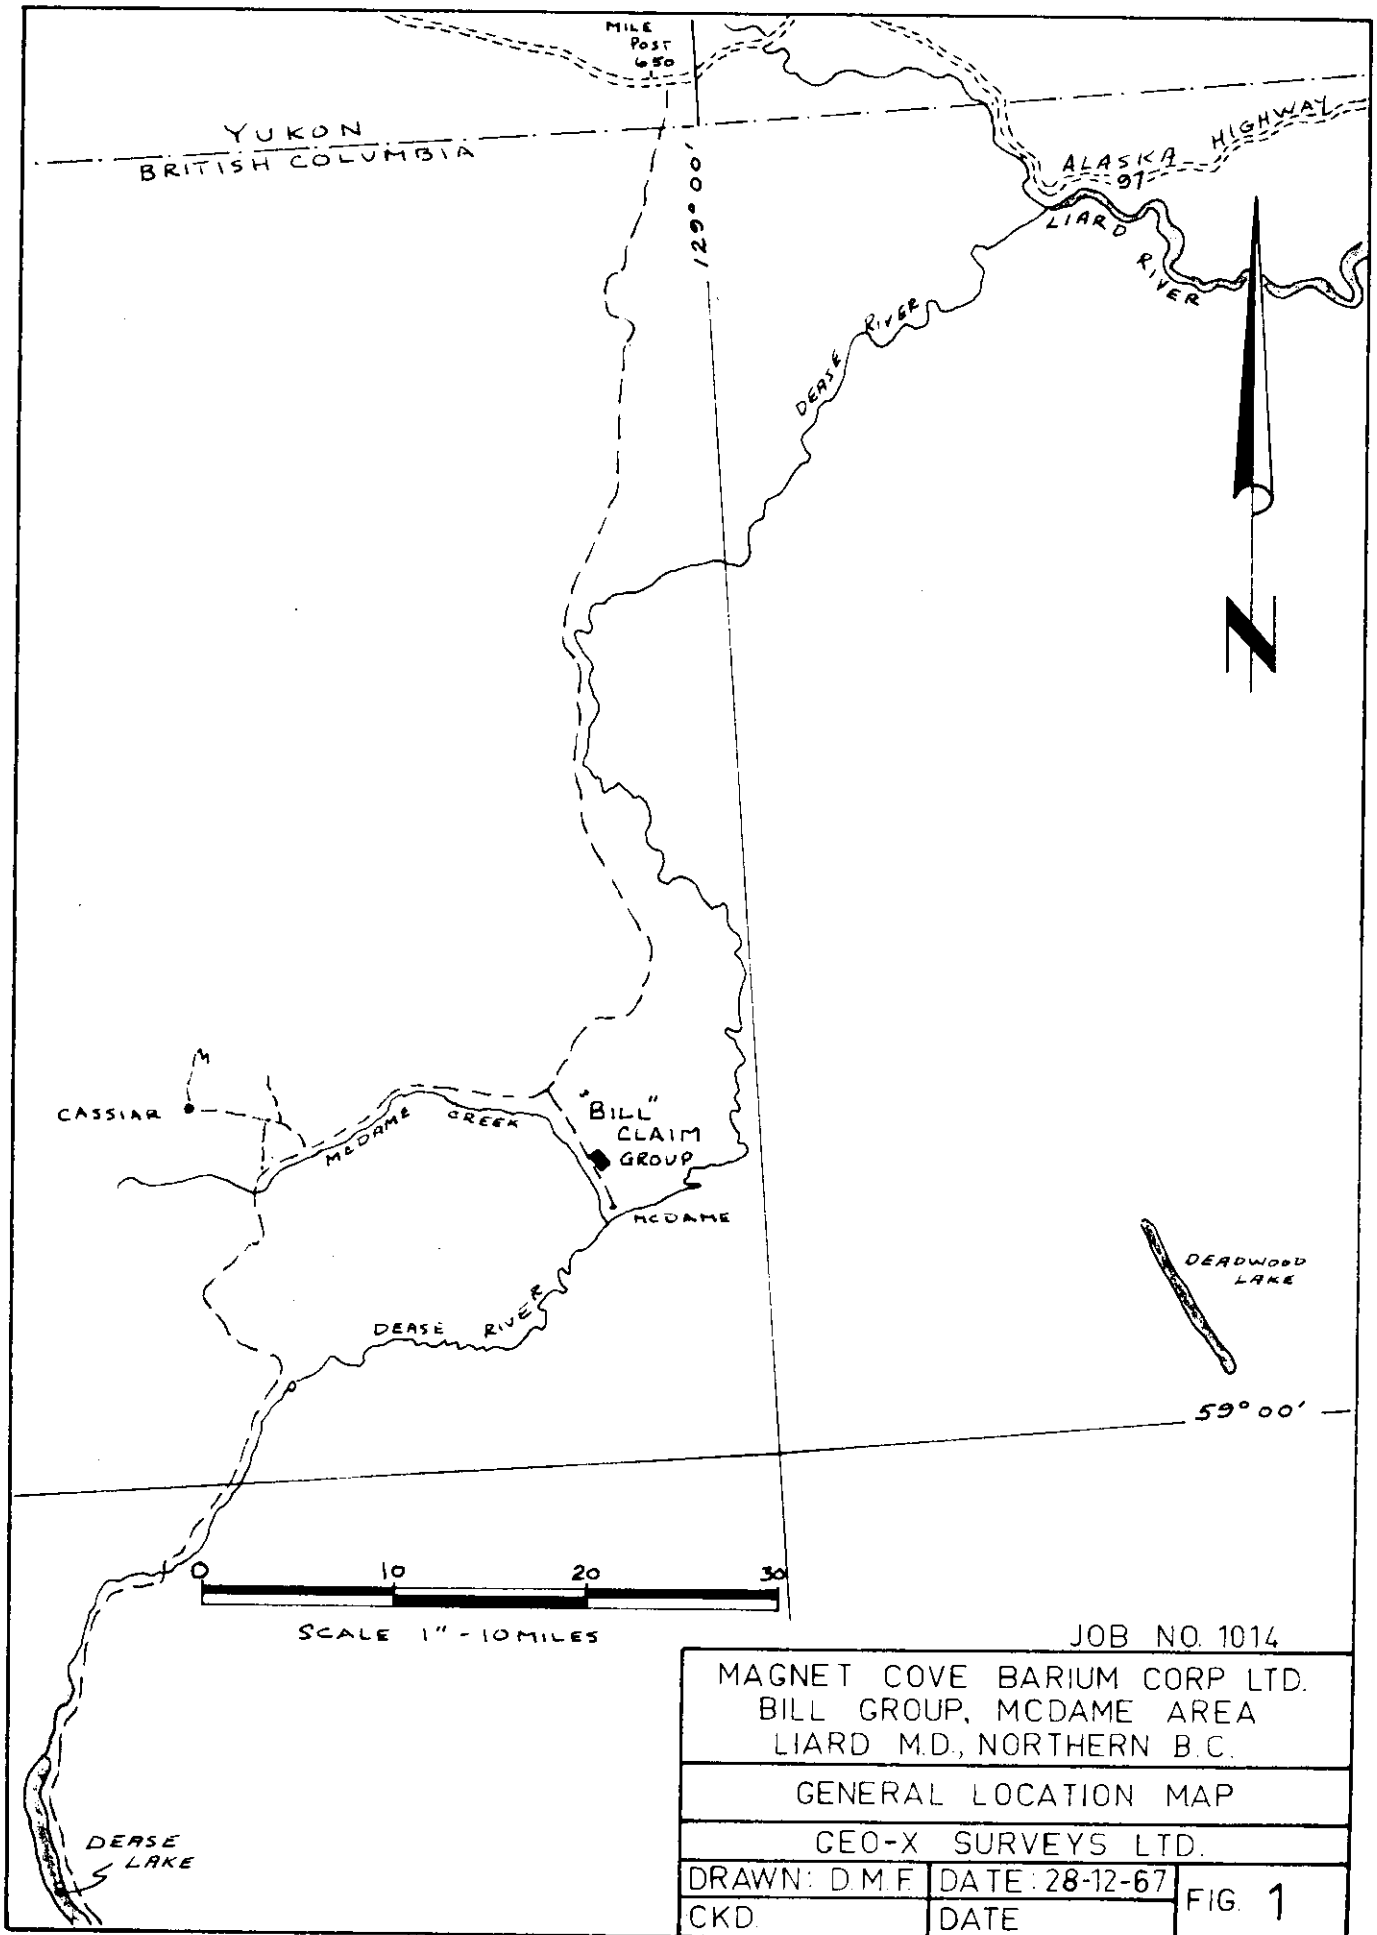 MILE
POST
650
YUKON
BRITISH COLUMBIA
129° 00'
ALASKA HIGHWAY
97
LIARD RIVER
DEASE RIVER
N
CASSIAR
MCDAME CREEK
"BILL"
CLAIM
GROUP
MCDAME
DEASE RIVER
DEADWOOD
LAKE
59° 00'
0 10 20 30
SCALE 1" - 10 MILES
DEASE
LAKE
JOB NO. 1014
MAGNET COVE BARIUM CORP LTD.
BILL GROUP, MCDAME AREA
LIARD M.D., NORTHERN B.C.
GENERAL LOCATION MAP
GEO-X SURVEYS LTD.
DRAWN: D.M.F. DATE: 28-12-67
CKD. DATE
FIG. 1